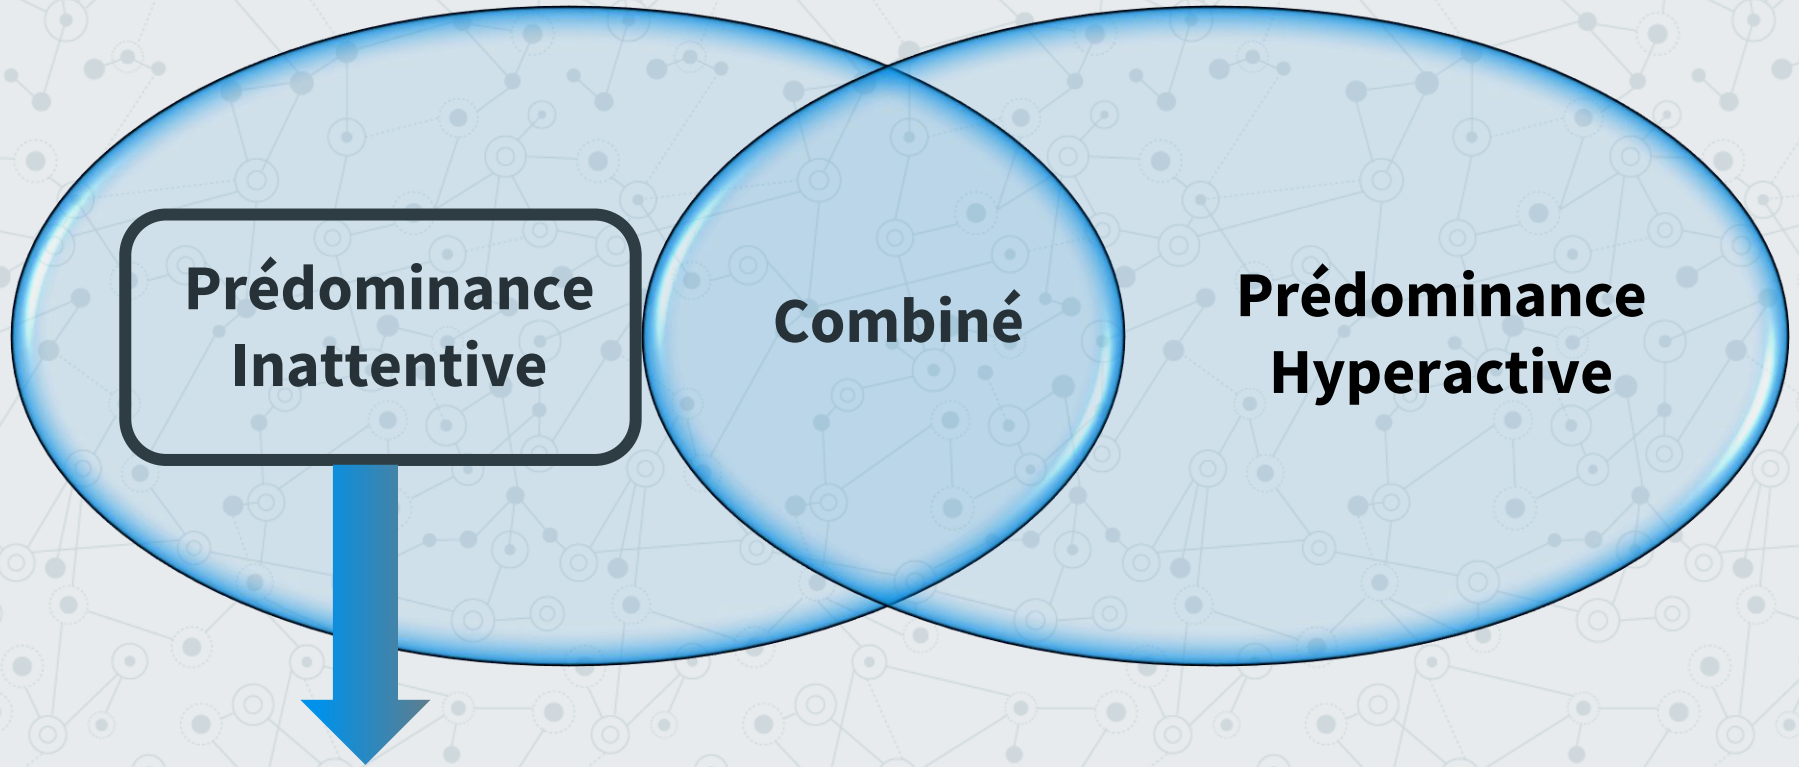 Prédominance
Inattentive
Combiné
Prédominance
Hyperactive